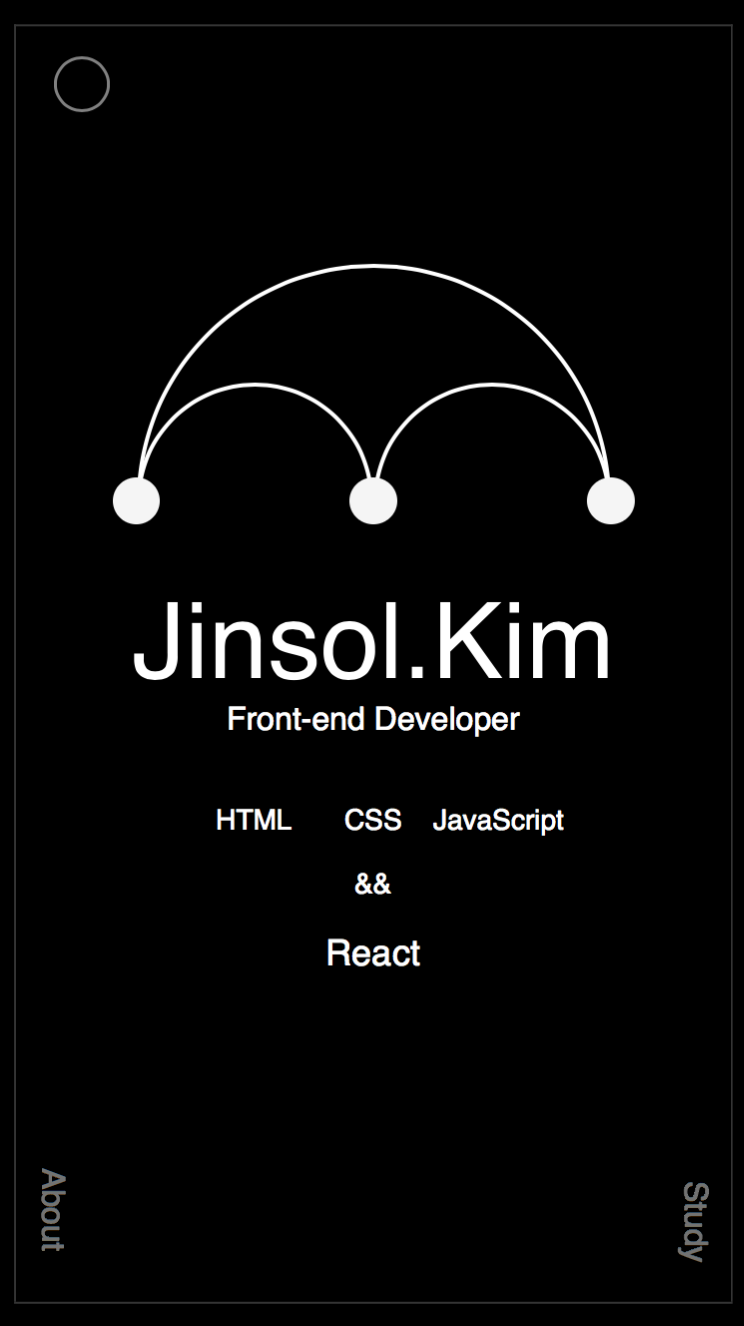 Jinsol.Kim
Front-end Developer
HTML CSS JavaScript
&&
React
About
Study